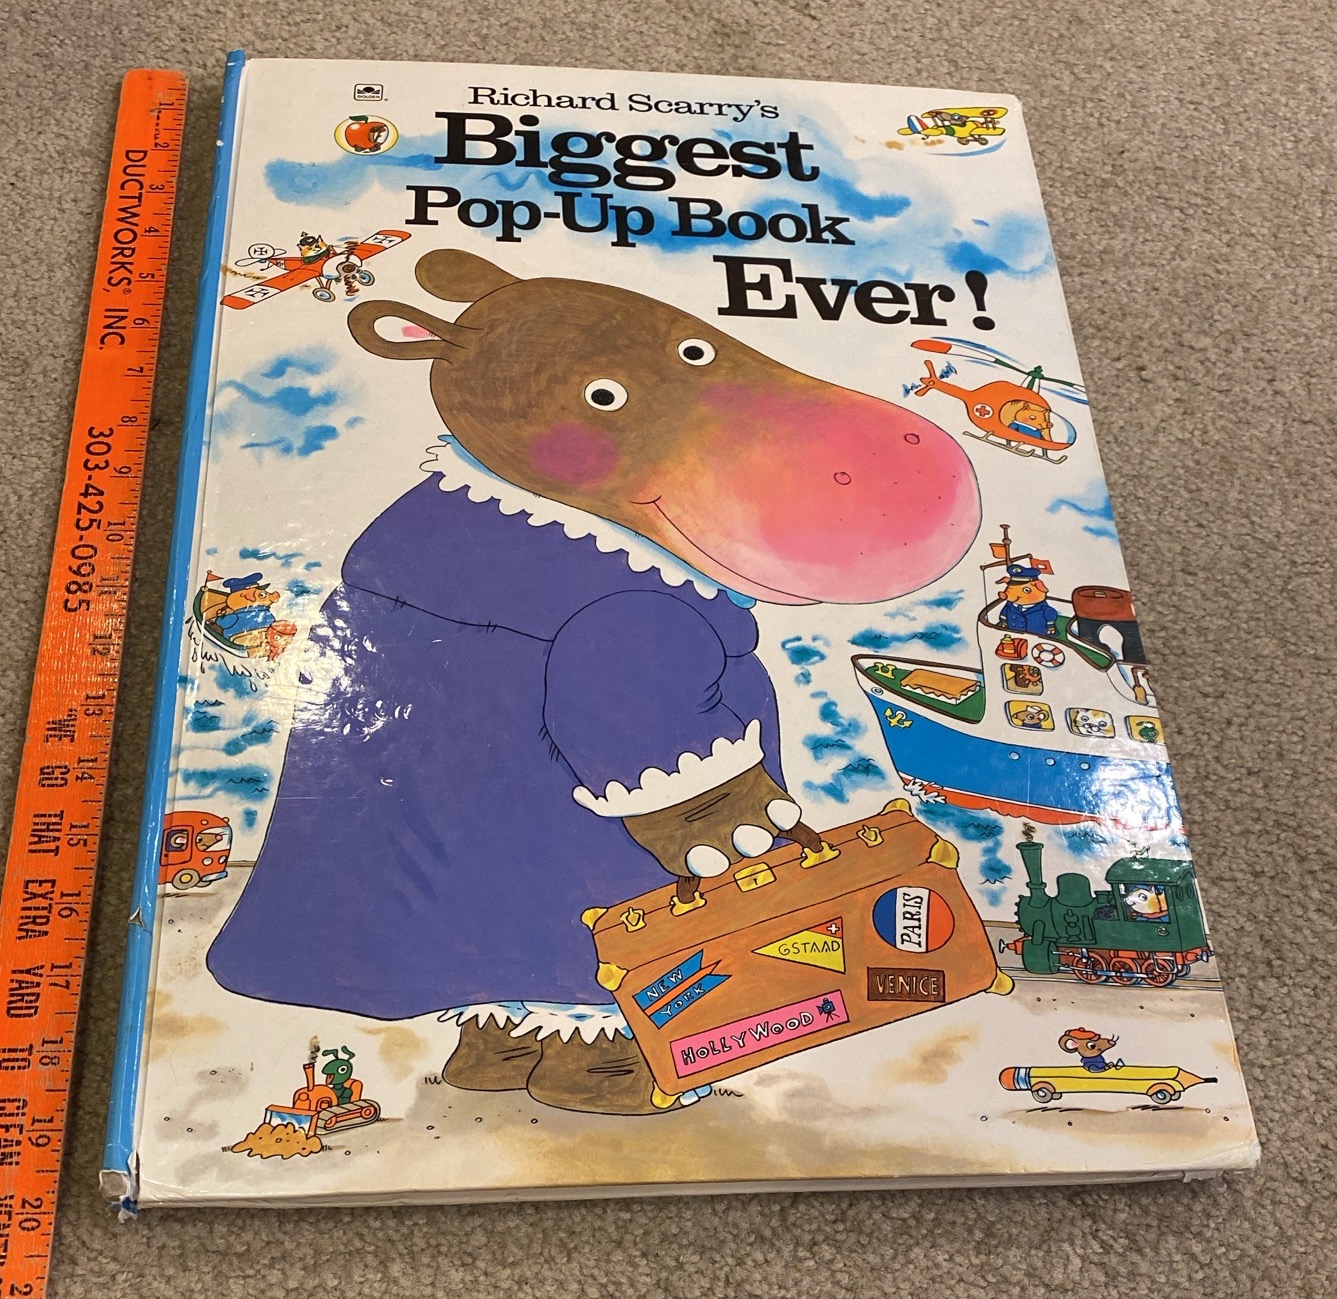 GOLDEN®
Richard Scarry's
Biggest
Pop-Up Book
Ever!
NEW
YORK
GSTAAD
PARIS
VENICE
HOLLYWOOD
H
1
2
3
4
5
6
7
8
9
10
11
12
13
14
15
16
17
18
19
20
DUCTWORKS® INC.
303-425-0985
"WE GO THAT EXTRA YARD TO CLEAN